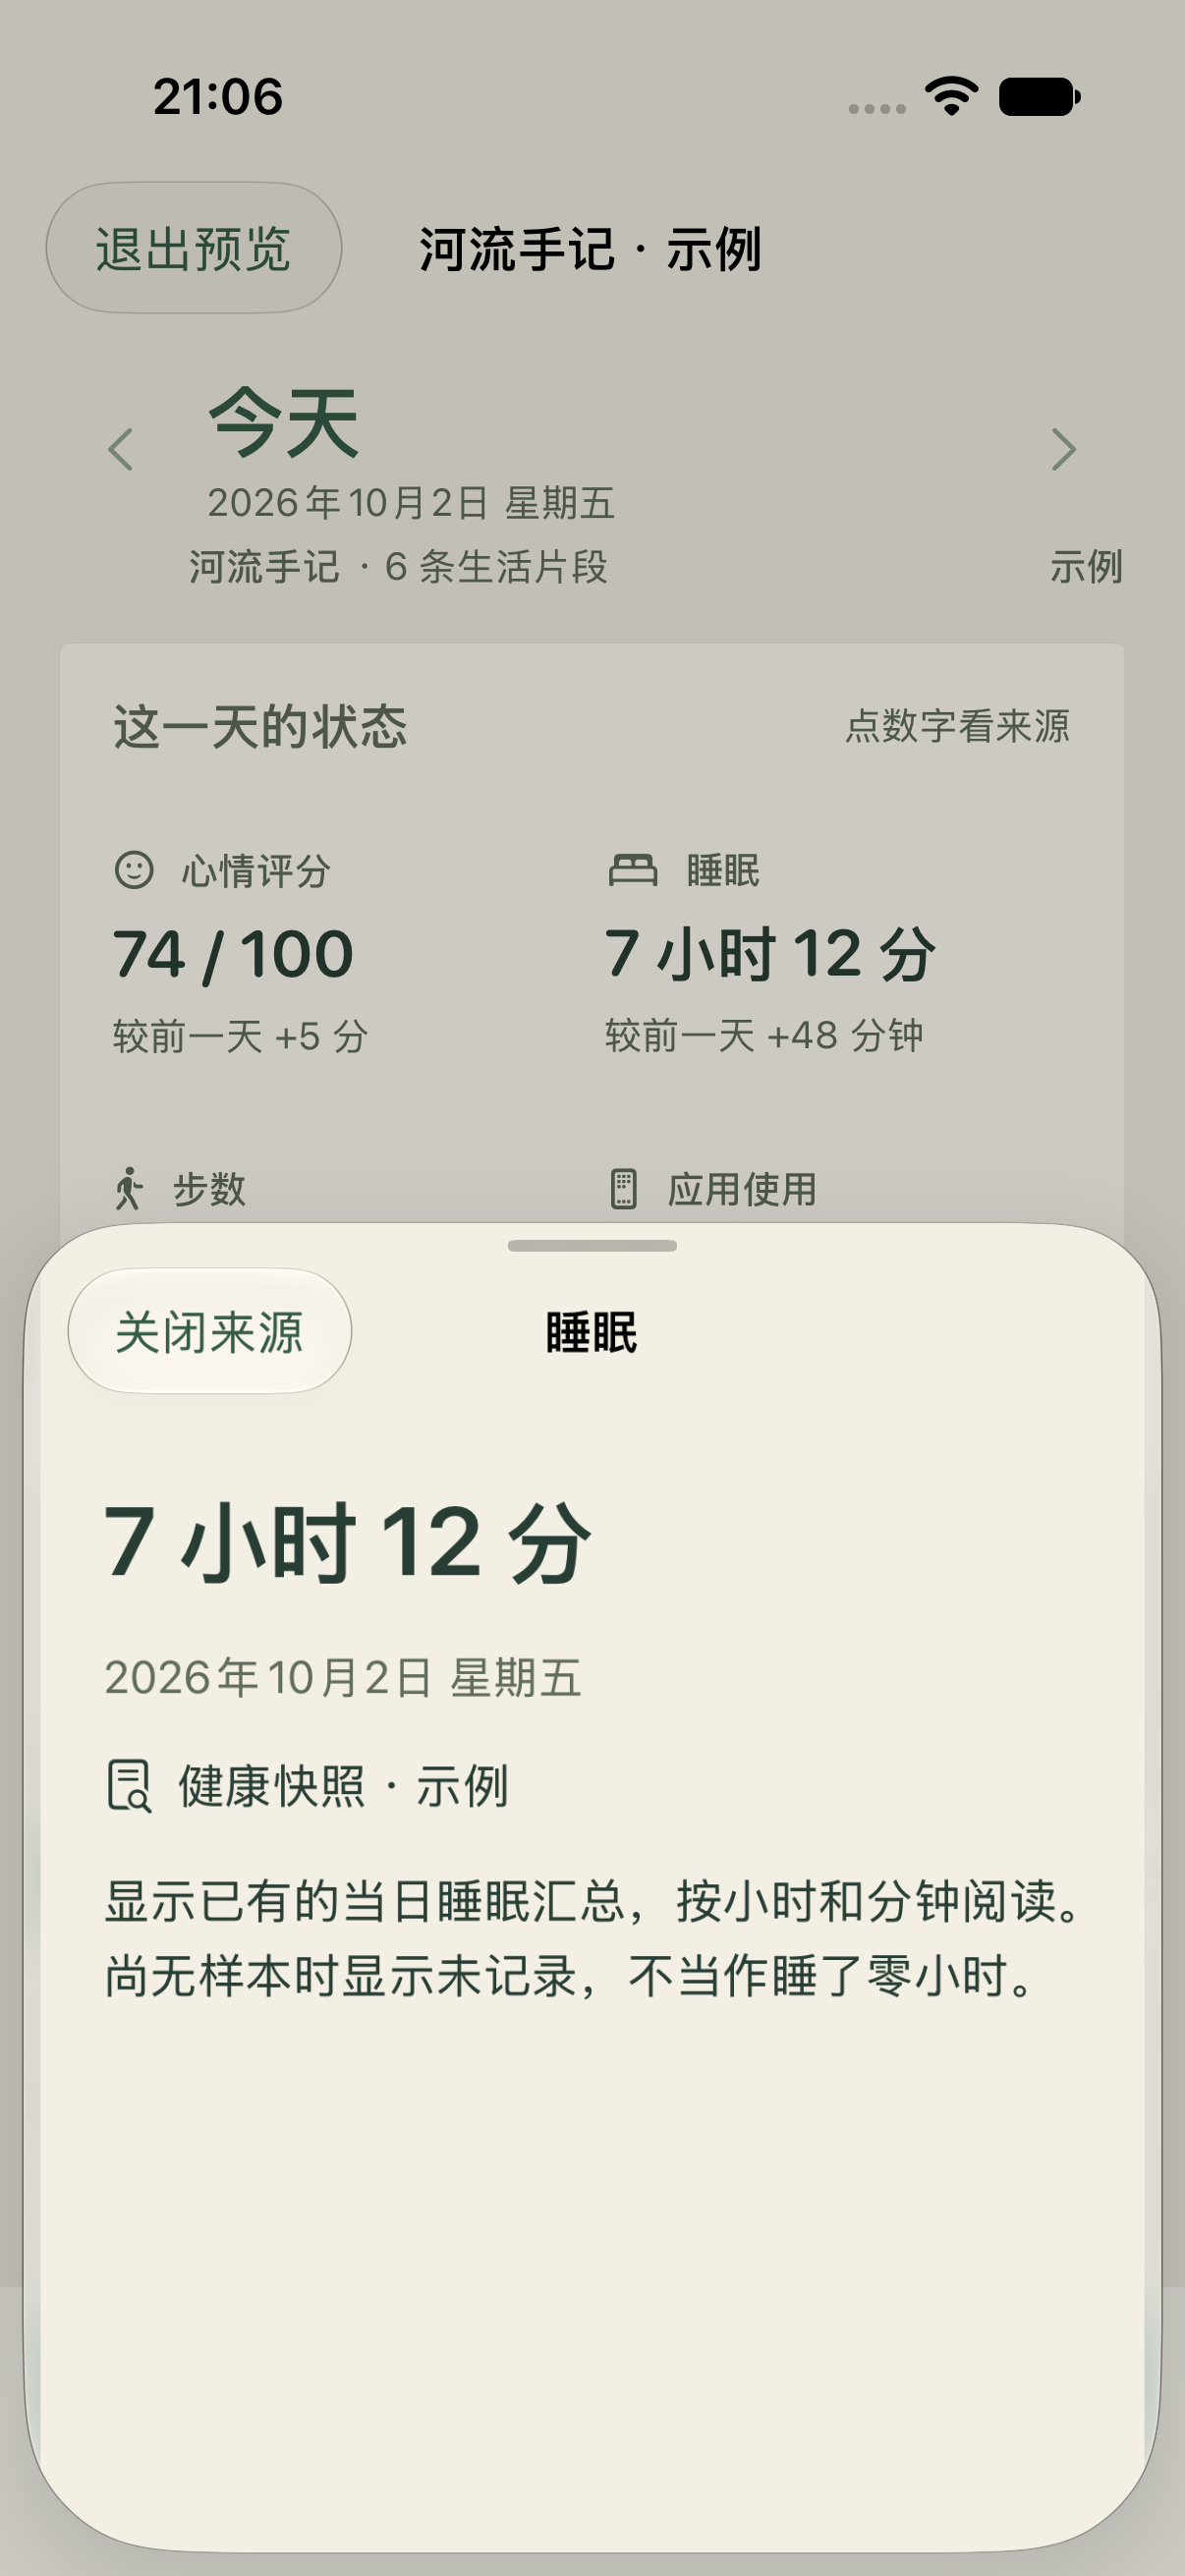 21:06
退出预览
河流手记 · 示例
今天
2026年10月2日 星期五
河流手记 · 6 条生活片段
示例
这一天的状态
点数字看来源
心情评分
睡眠
74 / 100
7 小时 12 分
较前一天 +5 分
较前一天 +48 分钟
步数
应用使用
关闭来源
睡眠
7 小时 12 分
2026年10月2日 星期五
健康快照 · 示例
显示已有的当日睡眠汇总，按小时和分钟阅读。
尚无样本时显示未记录，不当作睡了零小时。